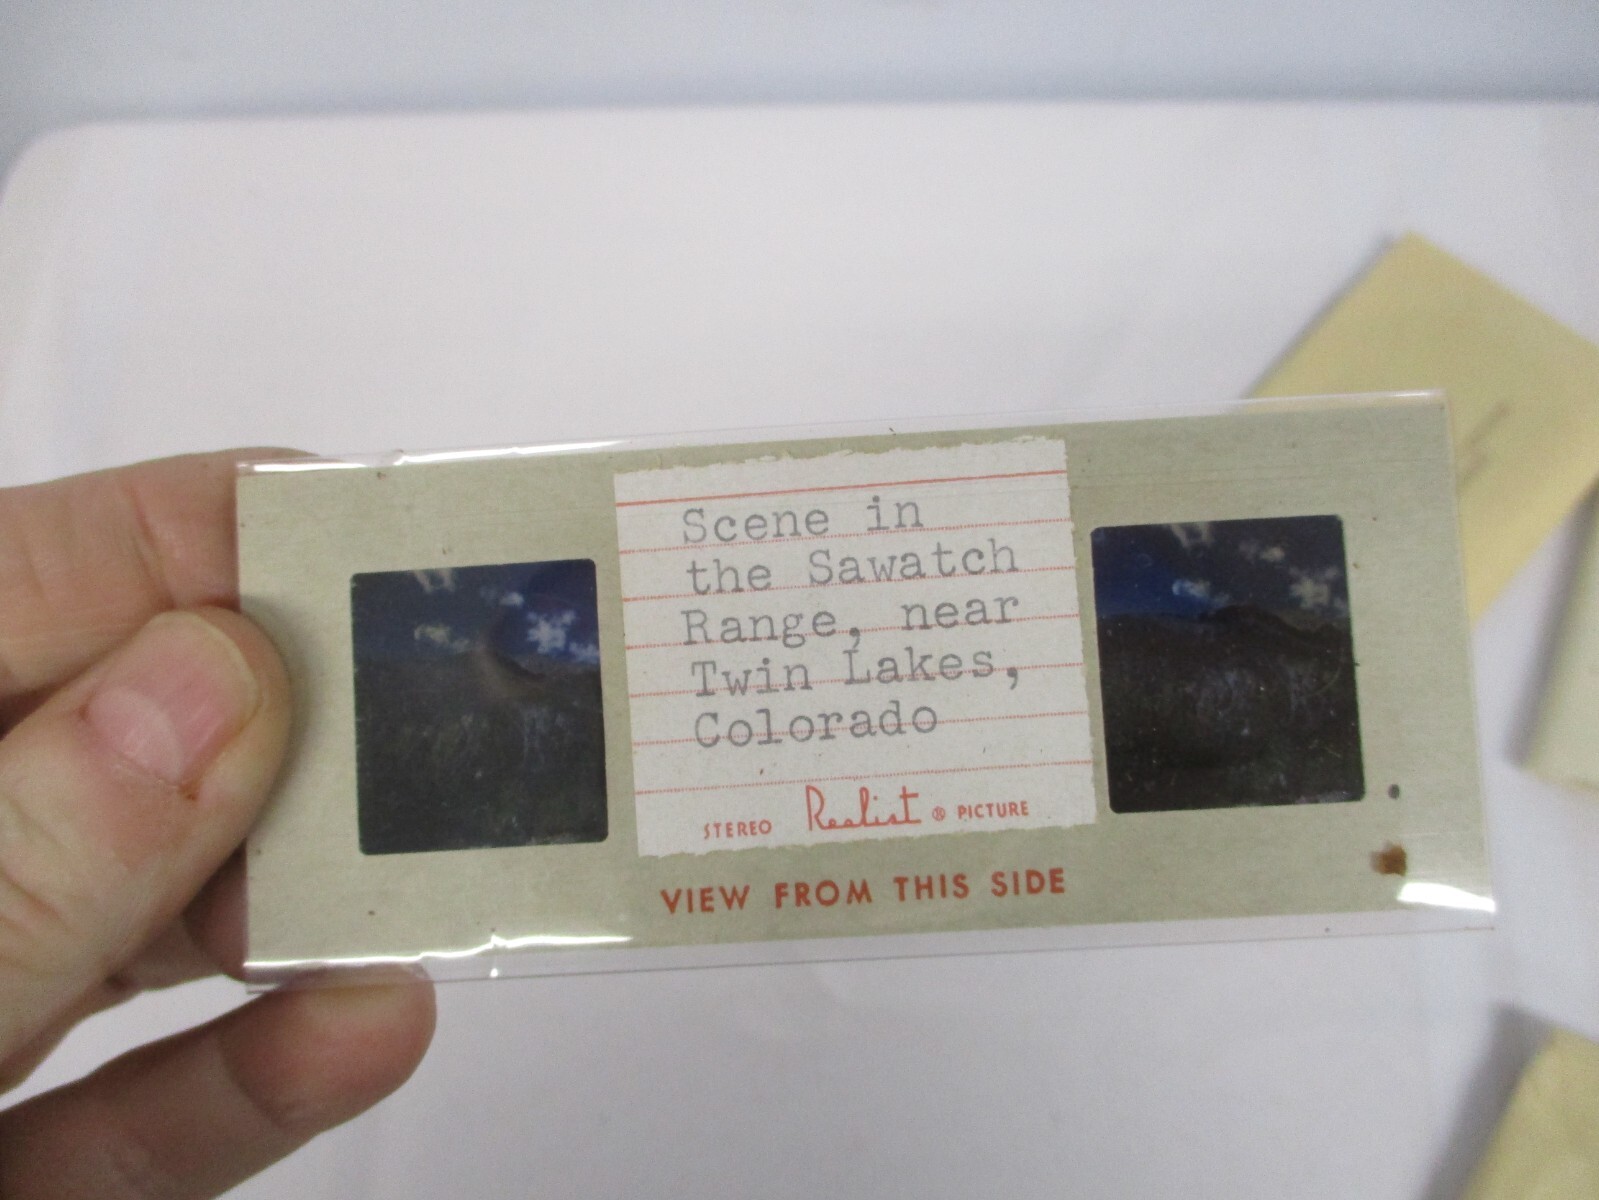 Scene in
the Sawatch
Range, near
Twin Lakes,
Colorado
STEREO Realist ® PICTURE
VIEW FROM THIS SIDE